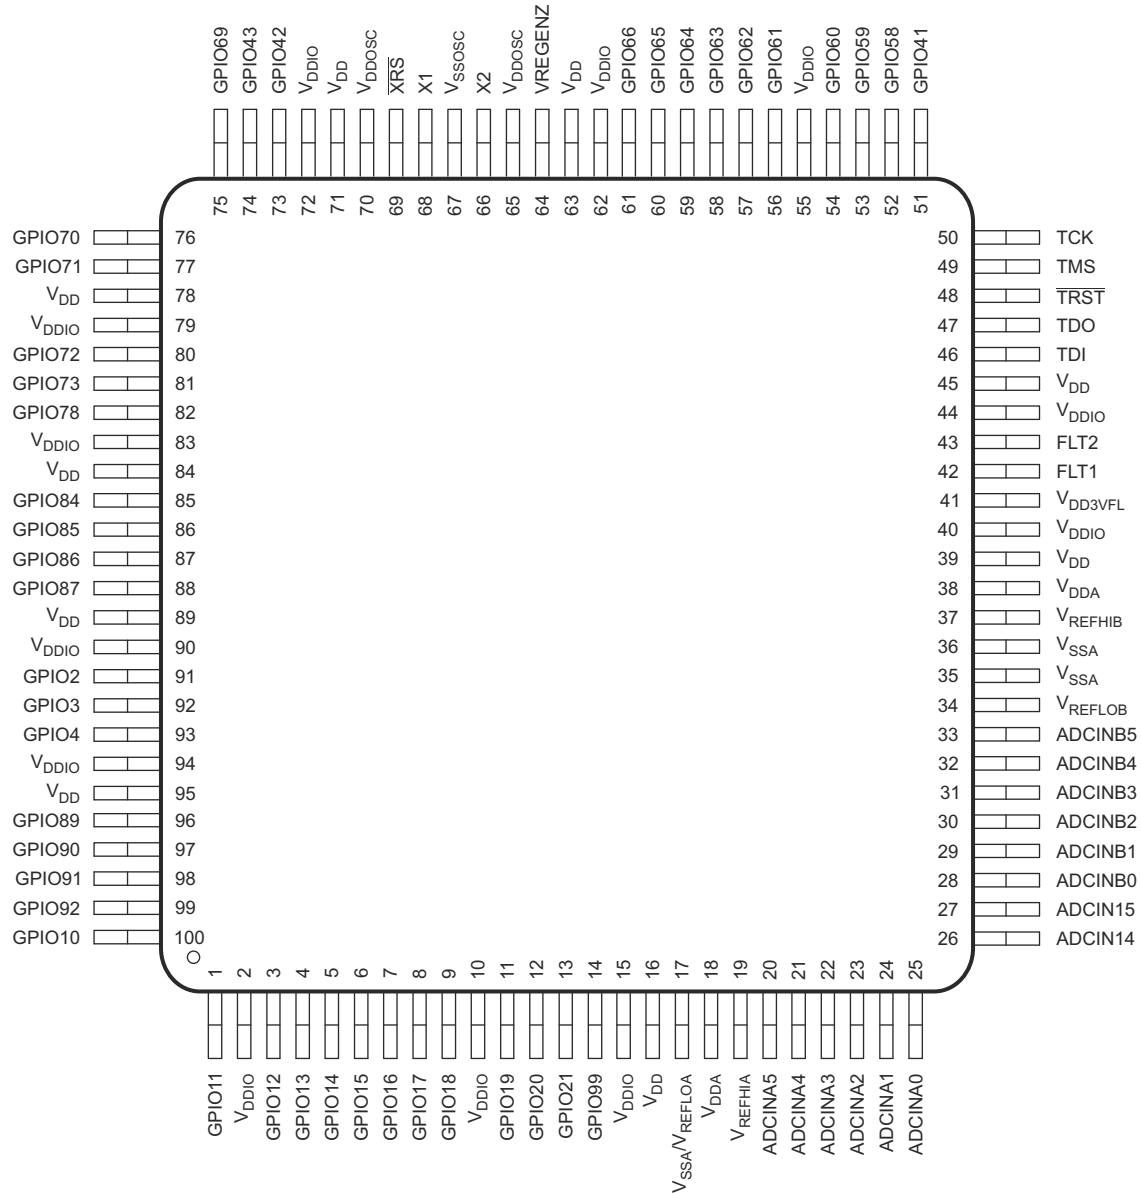 GPIO69 GPIO43 GPIO42 VDDIO VDD VDDOSC XRS X1 VSSOSC X2 VDDOSC VREGENZ VDD VDDIO GPIO66 GPIO65 GPIO64 GPIO63 GPIO62 GPIO61 VDDIO GPIO60 GPIO59 GPIO58 GPIO41
75 74 73 72 71 70 69 68 67 66 65 64 63 62 61 60 59 58 57 56 55 54 53 52 51
GPIO70 76 50 TCK
GPIO71 77 49 TMS
VDD 78 48 TRST
VDDIO 79 47 TDO
GPIO72 80 46 TDI
GPIO73 81 45 VDD
GPIO78 82 44 VDDIO
VDDIO 83 43 FLT2
VDD 84 42 FLT1
GPIO84 85 41 VDD3VFL
GPIO85 86 40 VDDIO
GPIO86 87 39 VDD
GPIO87 88 38 VDDA
VDD 89 37 VREFHIB
VDDIO 90 36 VSSA
GPIO2 91 35 VSSA
GPIO3 92 34 VREFLOB
GPIO4 93 33 ADCINB5
VDDIO 94 32 ADCINB4
VDD 95 31 ADCINB3
GPIO89 96 30 ADCINB2
GPIO90 97 29 ADCINB1
GPIO91 98 28 ADCINB0
GPIO92 99 27 ADCIN15
GPIO10 100 26 ADCIN14
1 2 3 4 5 6 7 8 9 10 11 12 13 14 15 16 17 18 19 20 21 22 23 24 25
GPIO11 VDDIO GPIO12 GPIO13 GPIO14 GPIO15 GPIO16 GPIO17 GPIO18 VDDIO GPIO19 GPIO20 GPIO21 GPIO99 VDDIO VDD VSSA/VREFLOA VDDA VREFHIA ADCINA5 ADCINA4 ADCINA3 ADCINA2 ADCINA1 ADCINA0